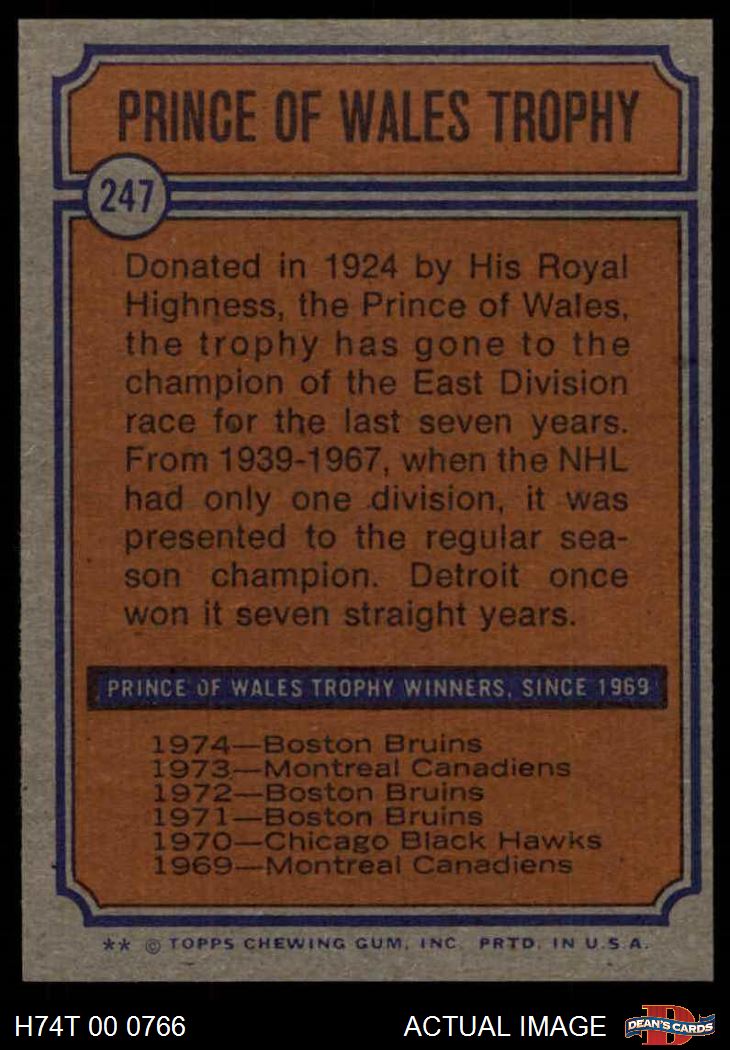 PRINCE OF WALES TROPHY
247
Donated in 1924 by His Royal
Highness, the Prince of Wales,
the trophy has gone to the
champion of the East Division
race for the last seven years.
From 1939-1967, when the NHL
had only one division, it was
presented to the regular sea-
son champion. Detroit once
won it seven straight years.
PRINCE OF WALES TROPHY WINNERS, SINCE 1969
1974—Boston Bruins
1973—Montreal Canadiens
1972—Boston Bruins
1971—Boston Bruins
1970—Chicago Black Hawks
1969—Montreal Canadiens
** © TOPPS CHEWING GUM, INC. PRTD. IN U.S.A.
H74T 00 0766 ACTUAL IMAGE D DEAN'S CARDS